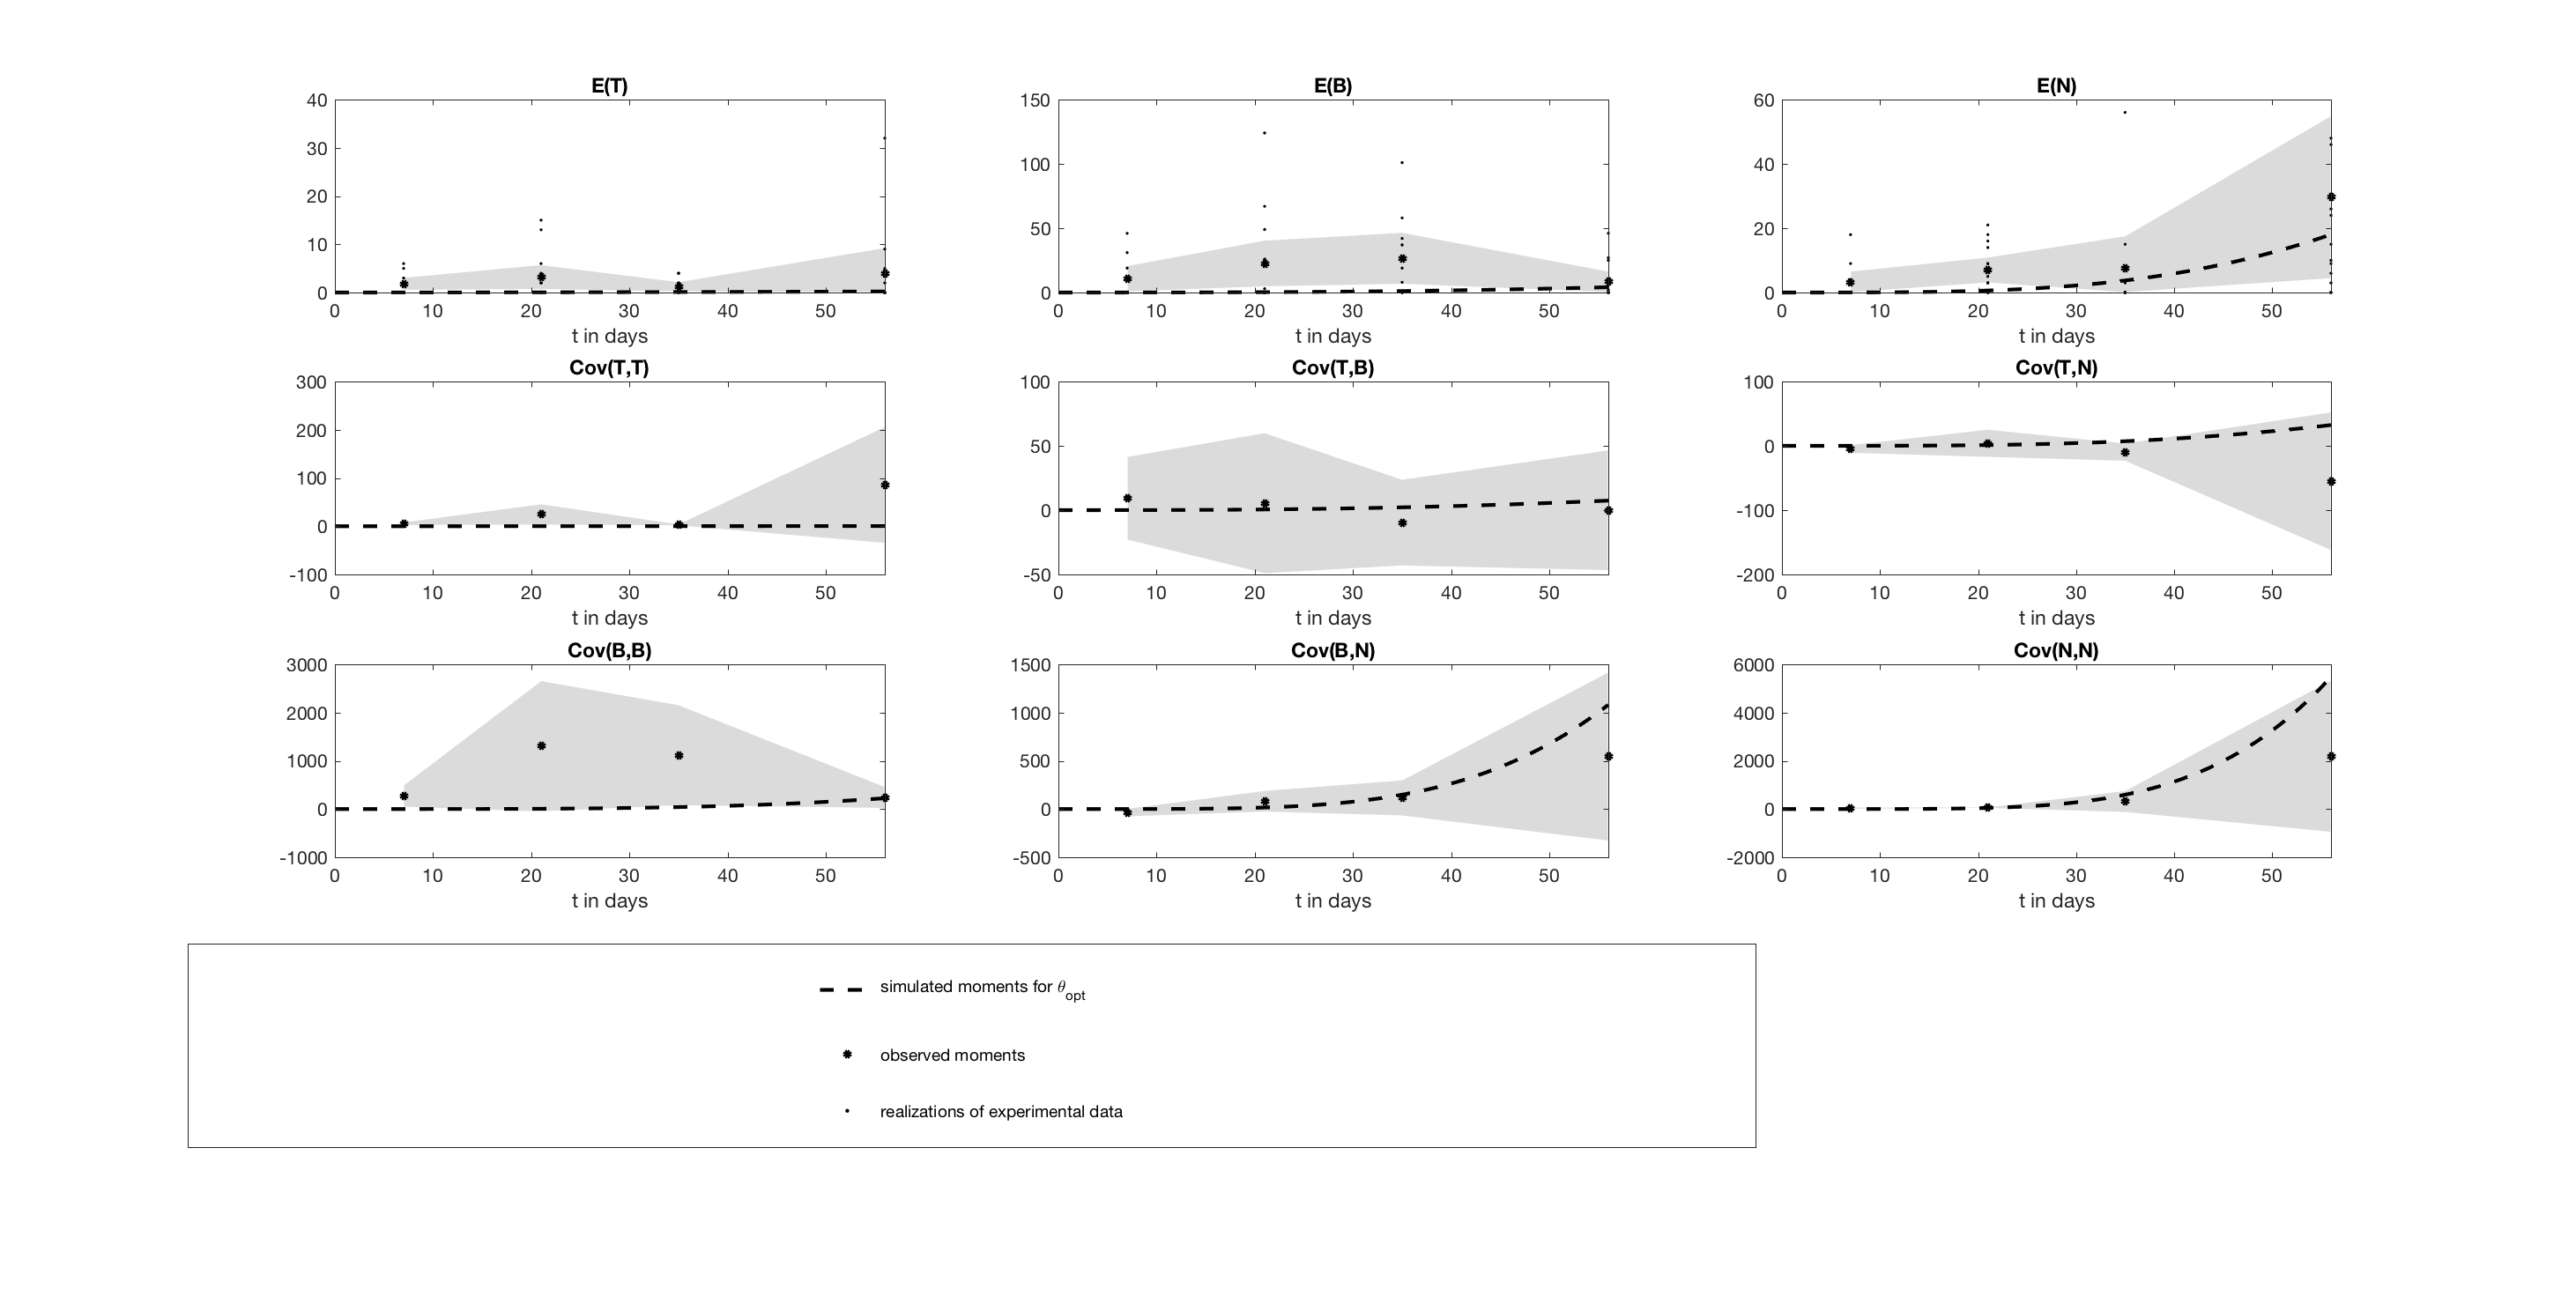 E(T)
40
30
20
10
0
0 10 20 30 40 50
t in days
E(B)
150
100
50
0
0 10 20 30 40 50
t in days
E(N)
60
40
20
0
0 10 20 30 40 50
t in days
Cov(T,T)
300
200
100
0
-100
0 10 20 30 40 50
t in days
Cov(T,B)
100
50
0
-50
0 10 20 30 40 50
t in days
Cov(T,N)
100
0
-100
-200
0 10 20 30 40 50
t in days
Cov(B,B)
3000
2000
1000
0
-1000
0 10 20 30 40 50
t in days
Cov(B,N)
1500
1000
500
0
-500
0 10 20 30 40 50
t in days
Cov(N,N)
6000
4000
2000
0
-2000
0 10 20 30 40 50
t in days
simulated moments for θopt
observed moments
realizations of experimental data